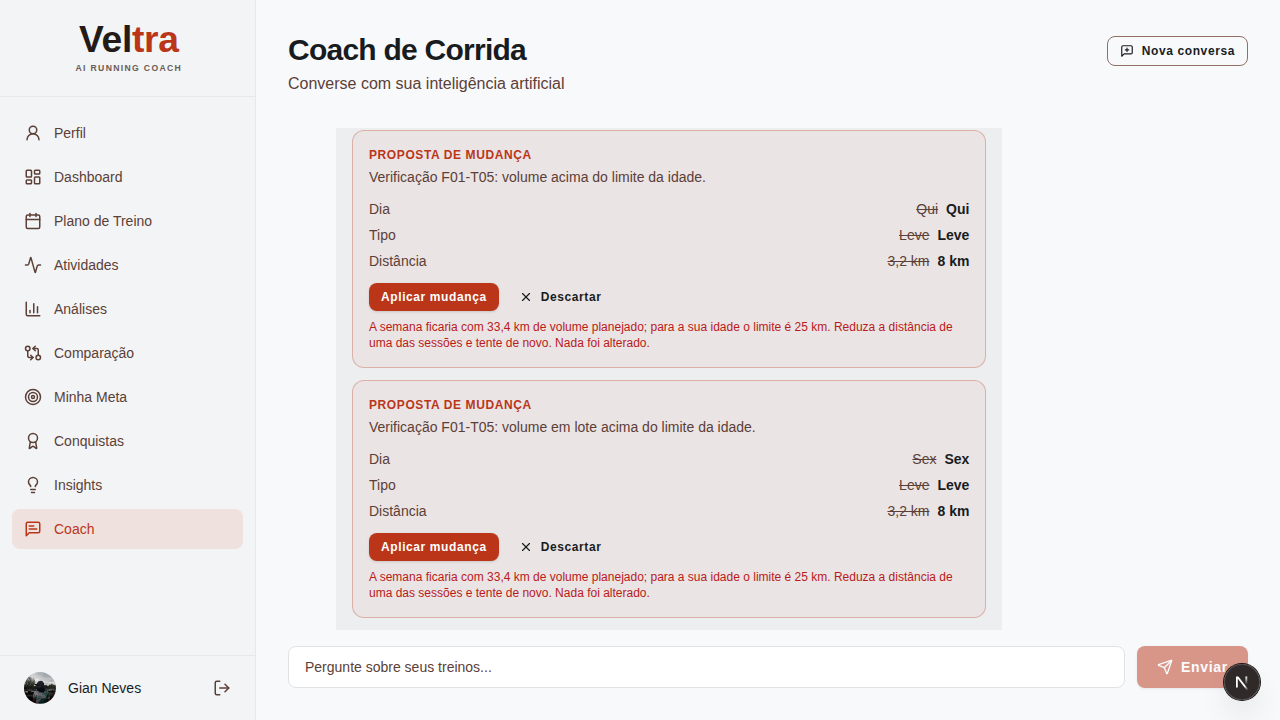 Veltra
AI RUNNING COACH
Perfil
Dashboard
Plano de Treino
Atividades
Análises
Comparação
Minha Meta
Conquistas
Insights
Coach
Gian Neves
Coach de Corrida
Converse com sua inteligência artificial
Nova conversa
PROPOSTA DE MUDANÇA
Verificação F01-T05: volume acima do limite da idade.
Dia Qui Qui
Tipo Leve Leve
Distância 3,2 km 8 km
Aplicar mudança Descartar
A semana ficaria com 33,4 km de volume planejado; para a sua idade o limite é 25 km. Reduza a distância de
uma das sessões e tente de novo. Nada foi alterado.
PROPOSTA DE MUDANÇA
Verificação F01-T05: volume em lote acima do limite da idade.
Dia Sex Sex
Tipo Leve Leve
Distância 3,2 km 8 km
Aplicar mudança Descartar
A semana ficaria com 33,4 km de volume planejado; para a sua idade o limite é 25 km. Reduza a distância de
uma das sessões e tente de novo. Nada foi alterado.
Pergunte sobre seus treinos...
Enviar
N